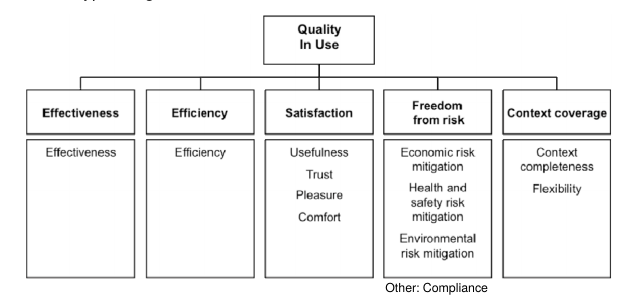 Quality
In Use
Effectiveness
Efficiency
Satisfaction
Freedom
from risk
Context coverage
Effectiveness
Efficiency
Usefulness
Trust
Pleasure
Comfort
Economic risk
mitigation
Health and
safety risk
mitigation
Environmental
risk mitigation
Context
completeness
Flexibility
Other: Compliance